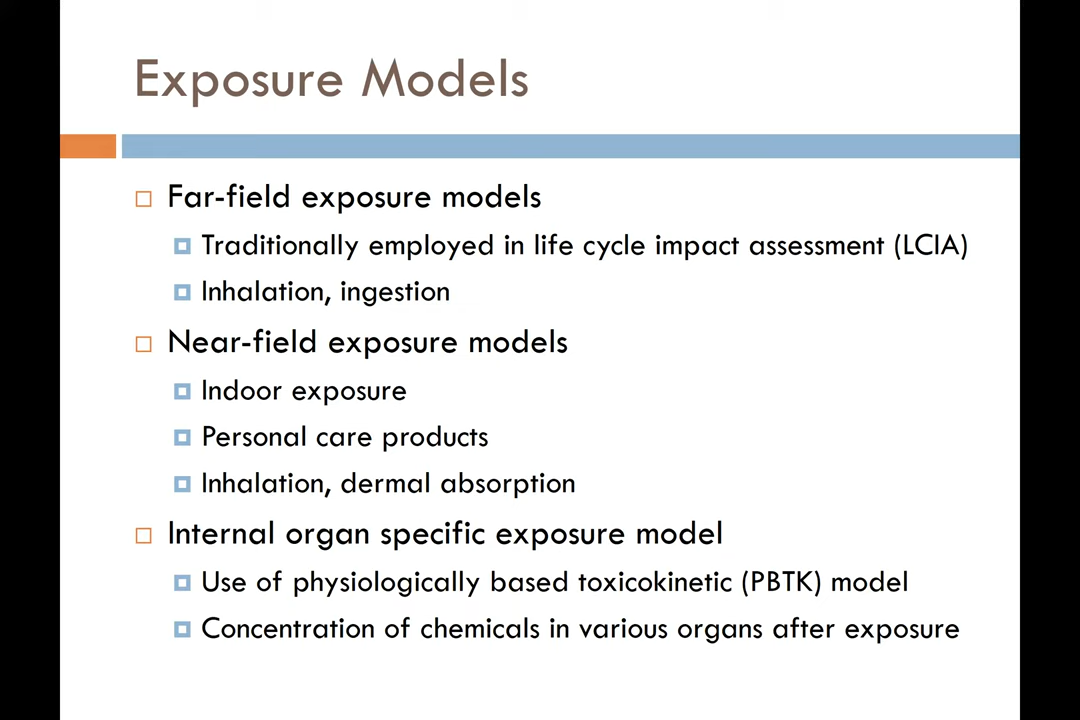 Exposure Models
Far-field exposure models
Traditionally employed in life cycle impact assessment (LCIA)
Inhalation, ingestion
Near-field exposure models
Indoor exposure
Personal care products
Inhalation, dermal absorption
Internal organ specific exposure model
Use of physiologically based toxicokinetic (PBTK) model
Concentration of chemicals in various organs after exposure